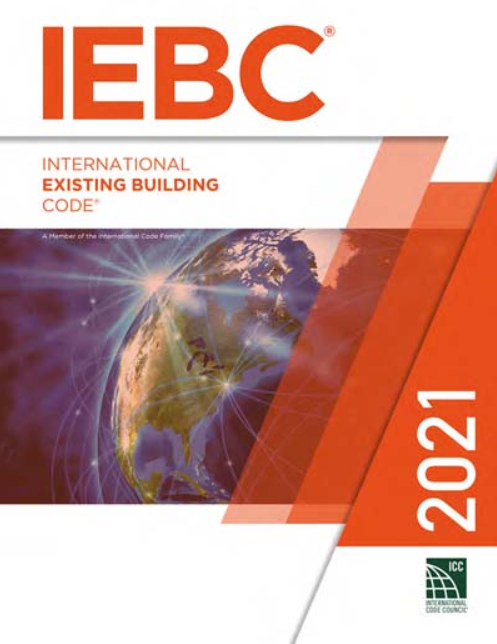 IEBC®
INTERNATIONAL
EXISTING BUILDING
CODE®
A Member of the International Code Family®
2021
ICC
INTERNATIONAL
CODE COUNCIL®